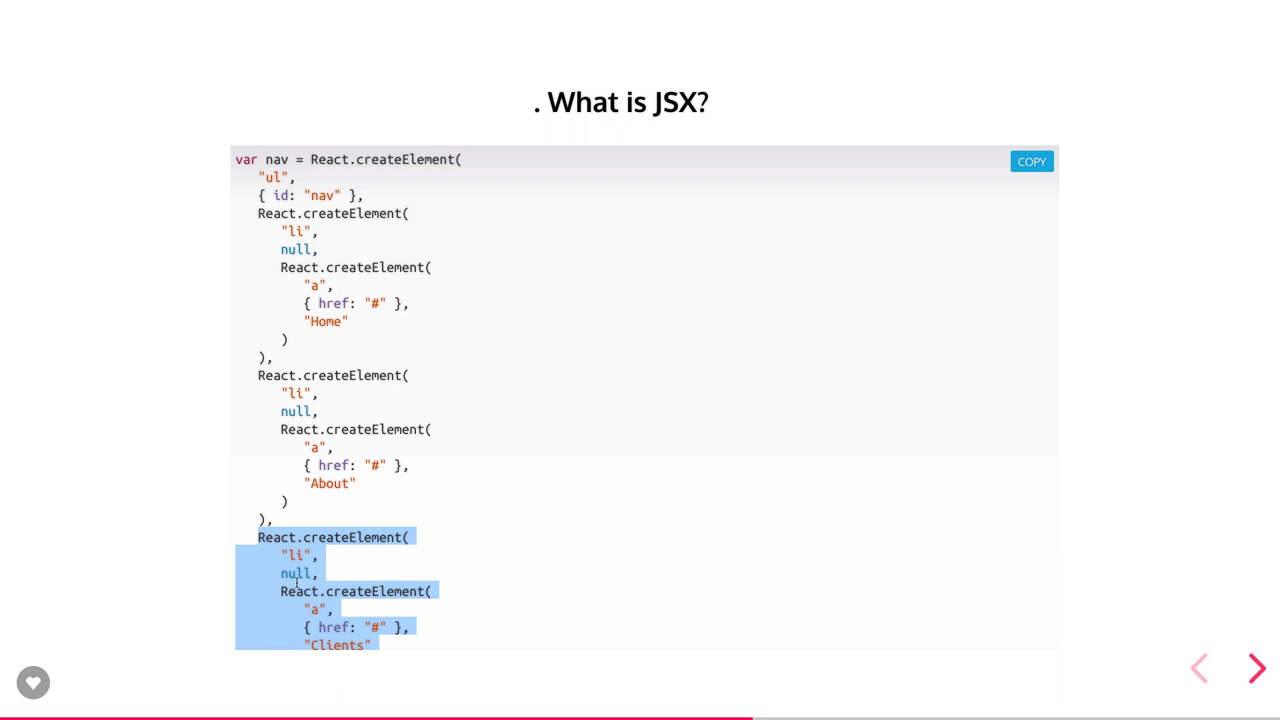 . What is JSX?
COPY
var nav = React.createElement(
   "ul",
   { id: "nav" },
   React.createElement(
      "li",
      null,
      React.createElement(
         "a",
         { href: "#" },
         "Home"
      )
   ),
   React.createElement(
      "li",
      null,
      React.createElement(
         "a",
         { href: "#" },
         "About"
      )
   ),
   React.createElement(
      "li",
      null,
      React.createElement(
         "a",
         { href: "#" },
         "Clients"